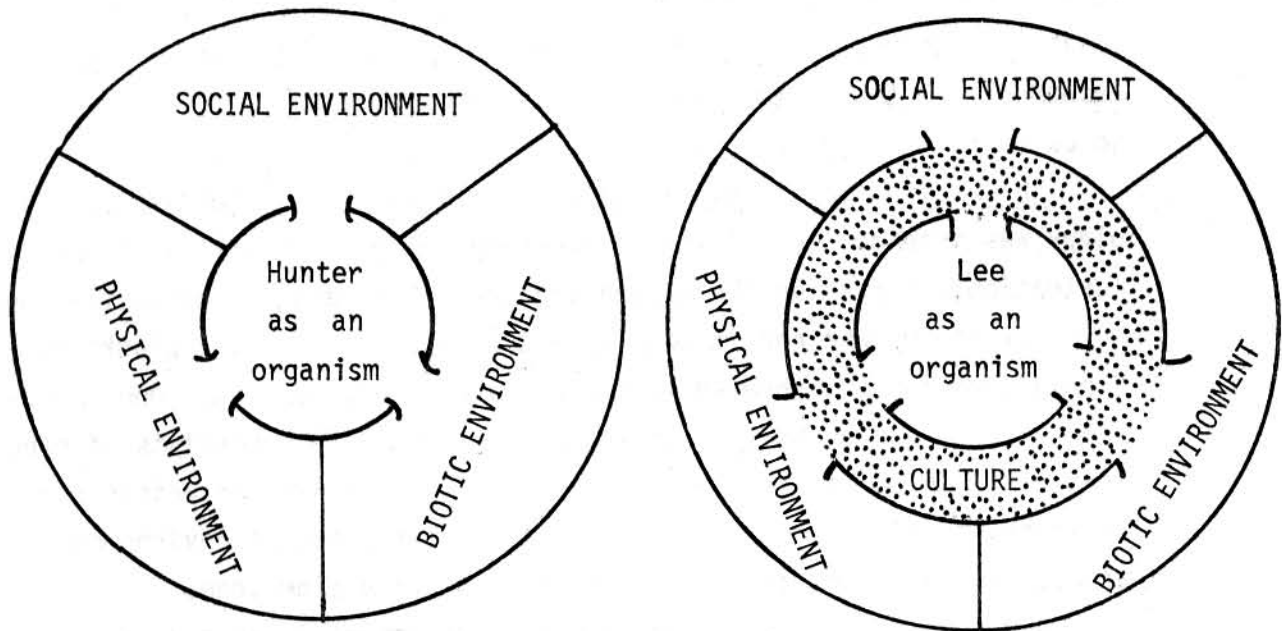 SOCIAL ENVIRONMENT
Hunter
as an
organism
PHYSICAL ENVIRONMENT
BIOTIC ENVIRONMENT
SOCIAL ENVIRONMENT
Lee
as an
organism
CULTURE
PHYSICAL ENVIRONMENT
BIOTIC ENVIRONMENT